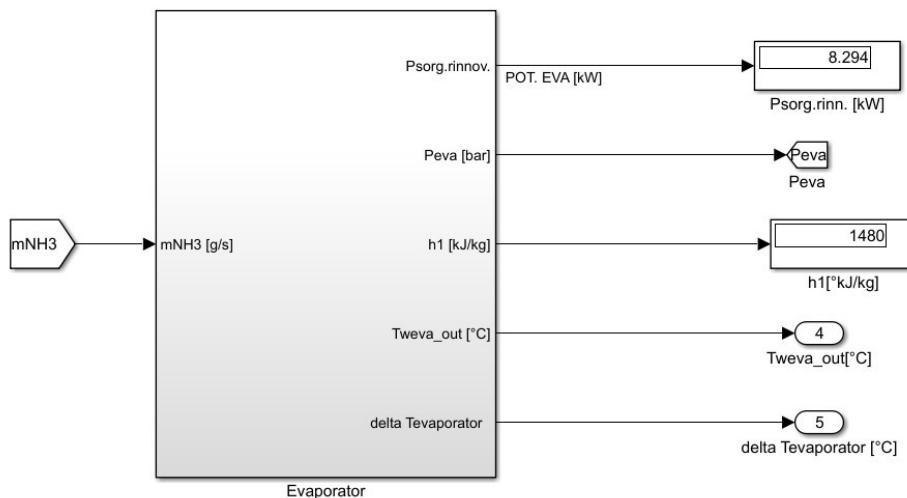 Psorg.rinnov.
POT. EVA [kW]
8.294
Psorg.rinn. [kW]
Peva [bar]
Peva
Peva
mNH3
mNH3 [g/s]
h1 [kJ/kg]
1480
h1[°kJ/kg]
Tweva_out [°C]
4
Tweva_out[°C]
delta Tevaporator
5
delta Tevaporator [°C]
Evaporator